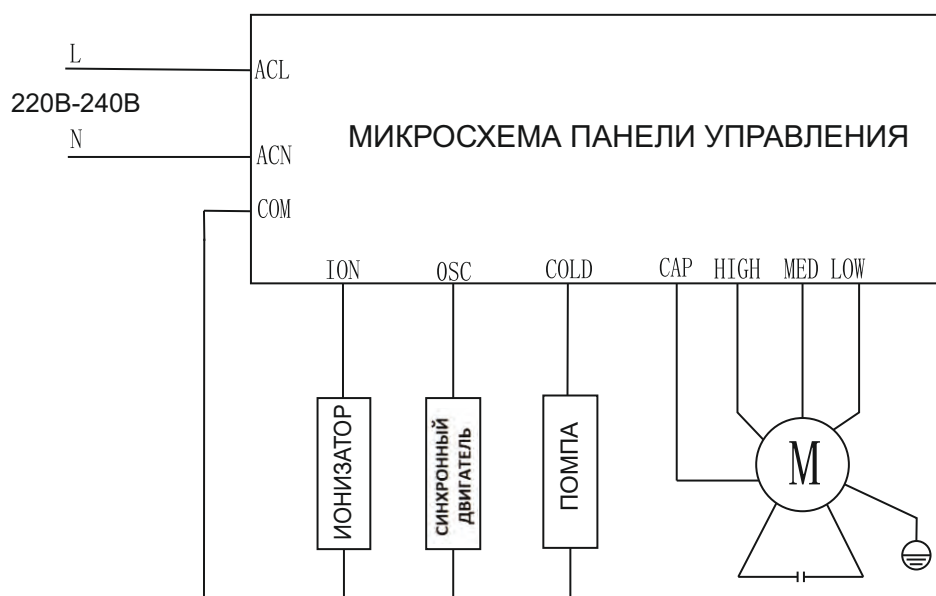 L
ACL
220В-240В
N
ACN
МИКРОСХЕМА ПАНЕЛИ УПРАВЛЕНИЯ
COM
ION OSC COLD CAP HIGH MED LOW
ИОНИЗАТОР
СИНХРОННЫЙ
ДВИГАТЕЛЬ
ПОМПА
M